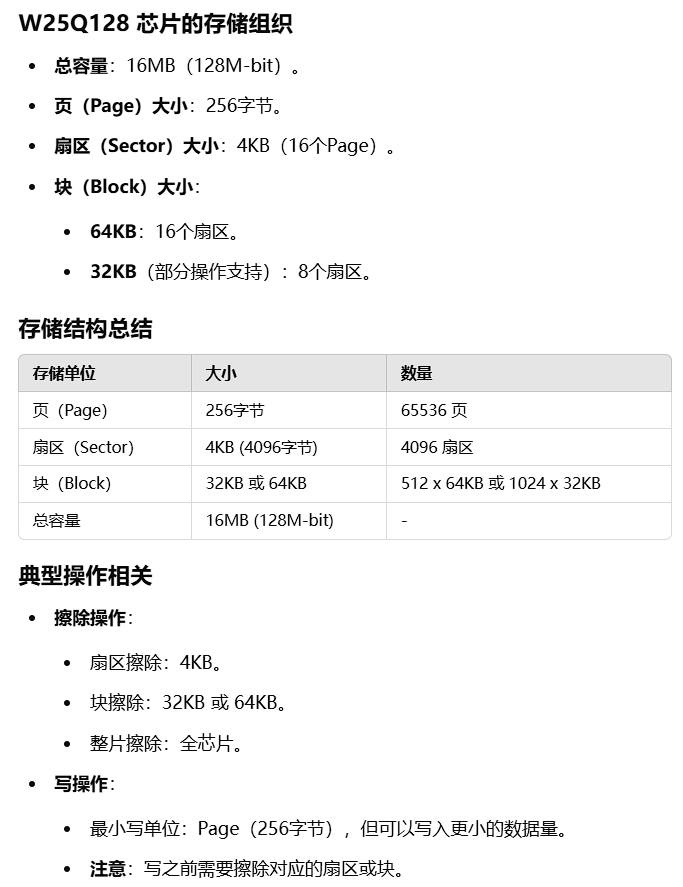 W25Q128 芯片的存储组织
• 总容量：16MB（128M-bit）。
• 页（Page）大小：256字节。
• 扇区（Sector）大小：4KB（16个Page）。
• 块（Block）大小：
• 64KB：16个扇区。
• 32KB（部分操作支持）：8个扇区。
存储结构总结
存储单位 大小 数量
页（Page） 256字节 65536 页
扇区（Sector） 4KB (4096字节) 4096 扇区
块（Block） 32KB 或 64KB 512 x 64KB 或 1024 x 32KB
总容量 16MB (128M-bit) -
典型操作相关
• 擦除操作：
• 扇区擦除：4KB。
• 块擦除：32KB 或 64KB。
• 整片擦除：全芯片。
• 写操作：
• 最小写单位：Page（256字节），但可以写入更小的数据量。
• 注意：写之前需要擦除对应的扇区或块。